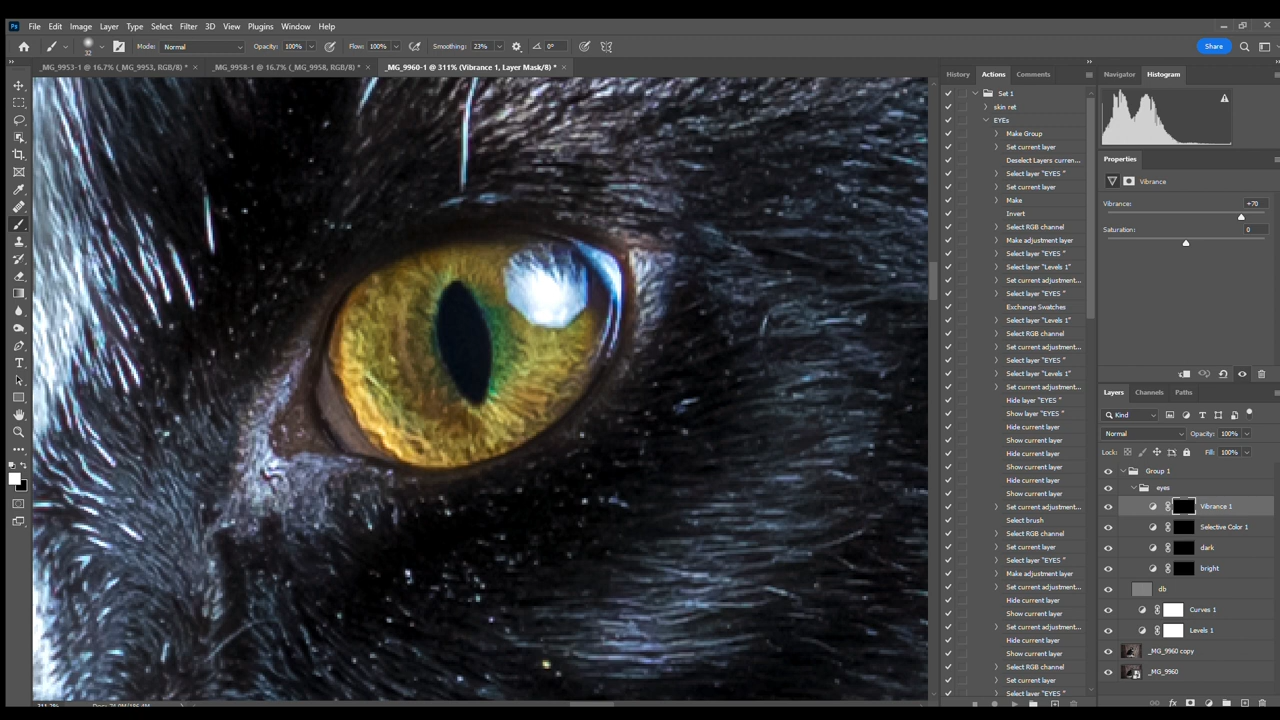 Ps File Edit Image Layer Type Select Filter 3D View Plugins Window Help
32 Mode: Normal Opacity: 100% Flow: 100% Smoothing: 23% 0° Share
_MG_9953-1 @ 16.7% (_MG_9953, RGB/8) * × _MG_9958-1 @ 16.7% (_MG_9958, RGB/8) * × _MG_9960-1 @ 311% (Vibrance 1, Layer Mask/8) * ×
History Actions Comments
Set 1
skin ret
EYEs
Make Group
Set current layer
Deselect Layers curren...
Select layer "EYES "
Set current layer
Make
Invert
Select RGB channel
Make adjustment layer
Select layer "EYES "
Select layer "Levels 1"
Set current adjustment...
Select layer "EYES "
Exchange Swatches
Select layer "Levels 1"
Select RGB channel
Set current adjustment...
Select layer "EYES "
Select layer "Levels 1"
Set current adjustment...
Hide layer "EYES "
Show layer "EYES "
Hide current layer
Show current layer
Hide current layer
Show current layer
Hide current layer
Show current layer
Set current adjustment...
Select brush
Select RGB channel
Set current layer
Select layer "EYES "
Make adjustment layer
Set current adjustment...
Hide current layer
Show current layer
Set current adjustment...
Hide current layer
Show current layer
Select RGB channel
Set current layer
Select layer "EYES "
Navigator Histogram
Properties
Vibrance
Vibrance: +70
Saturation: 0
Layers Channels Paths
Kind
Normal Opacity: 100%
Lock: Fill: 100%
Group 1
eyes
Vibrance 1
Selective Color 1
dark
bright
db
Curves 1
Levels 1
_MG_9960 copy
_MG_9960